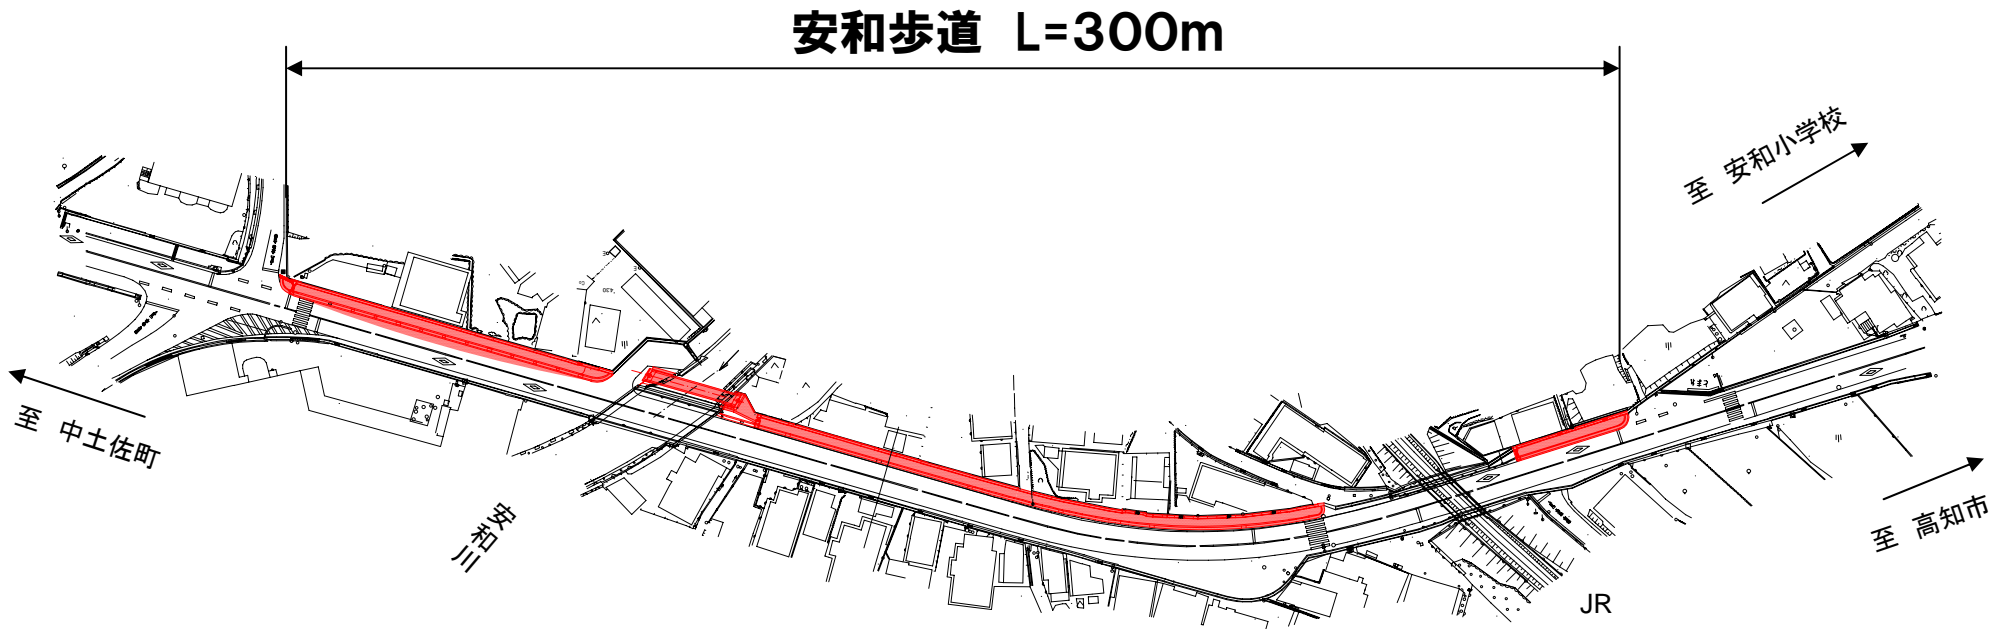 安和歩道 L=300m
至 安和小学校
至 中土佐町
安和川
至 高知市
JR